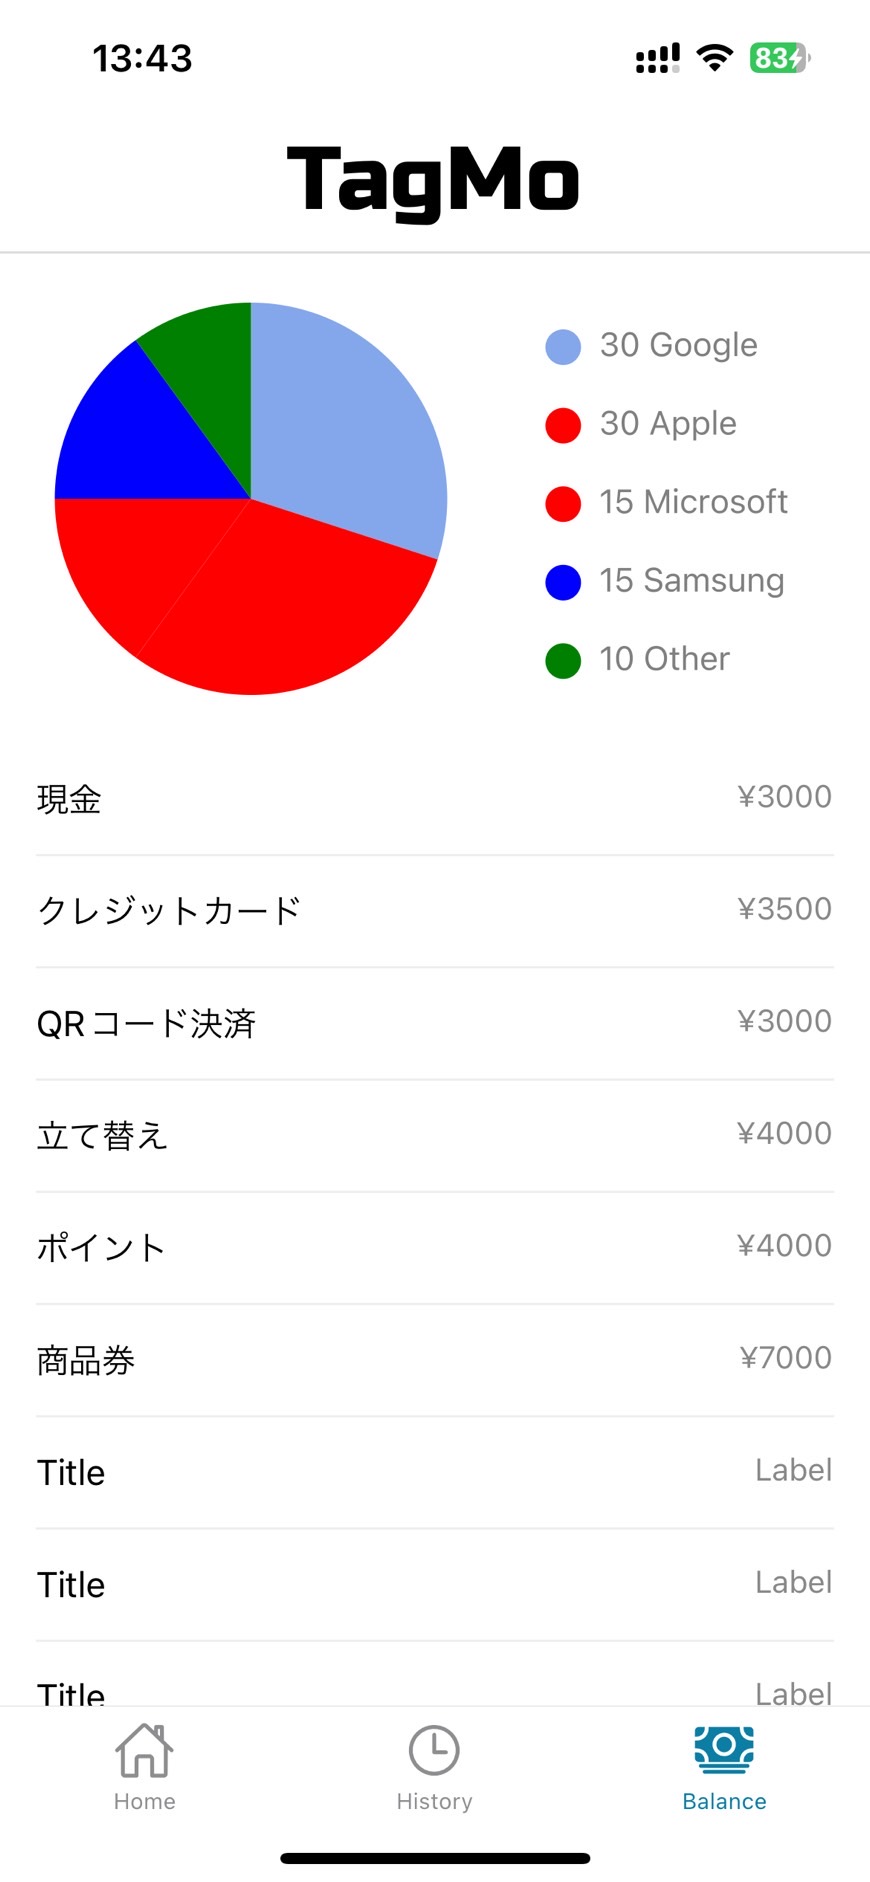 13:43
83
TagMo
30 Google
30 Apple
15 Microsoft
15 Samsung
10 Other
現金 ¥3000
クレジットカード ¥3500
QRコード決済 ¥3000
立て替え ¥4000
ポイント ¥4000
商品券 ¥7000
Title Label
Title Label
Title Label
Home History Balance